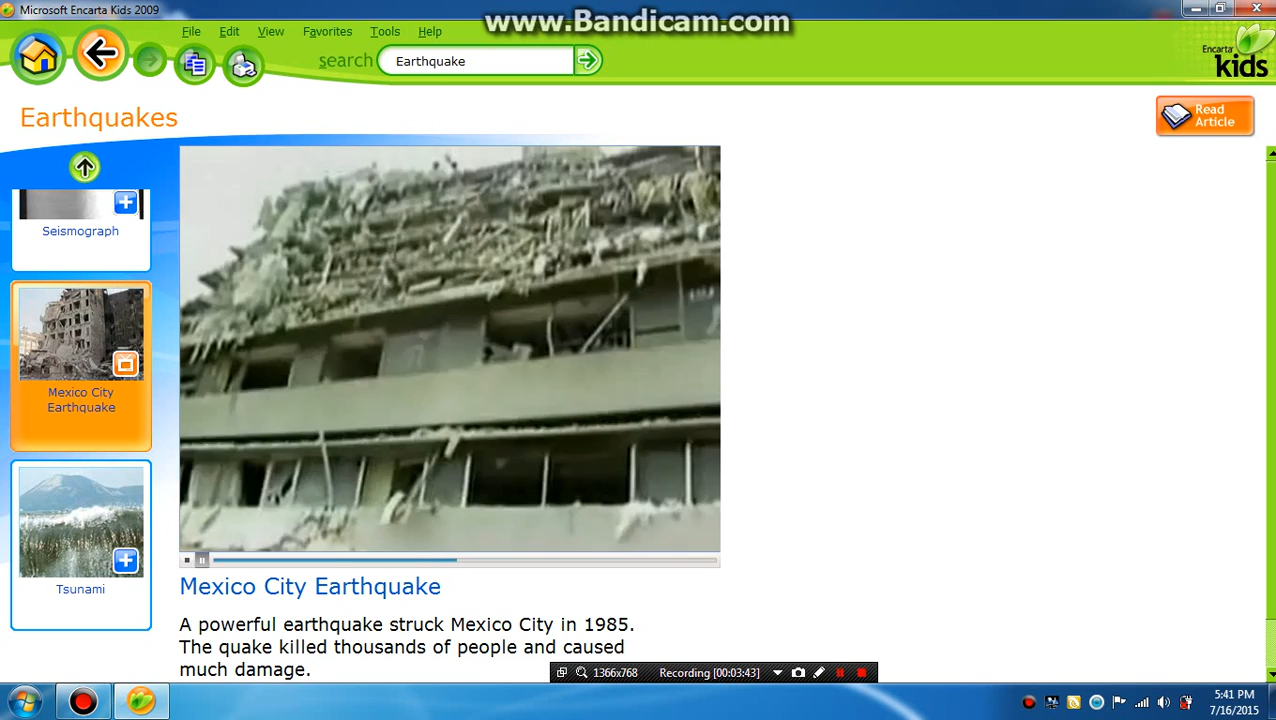 Microsoft Encarta Kids 2009
www.Bandicam.com
File Edit View Favorites Tools Help
search Earthquake
Encarta
kids
Earthquakes
Read
Article
Seismograph
Mexico City
Earthquake
Tsunami
Mexico City Earthquake
A powerful earthquake struck Mexico City in 1985.
The quake killed thousands of people and caused
much damage.
1366x768 Recording [00:03:43]
5:41 PM
7/16/2015